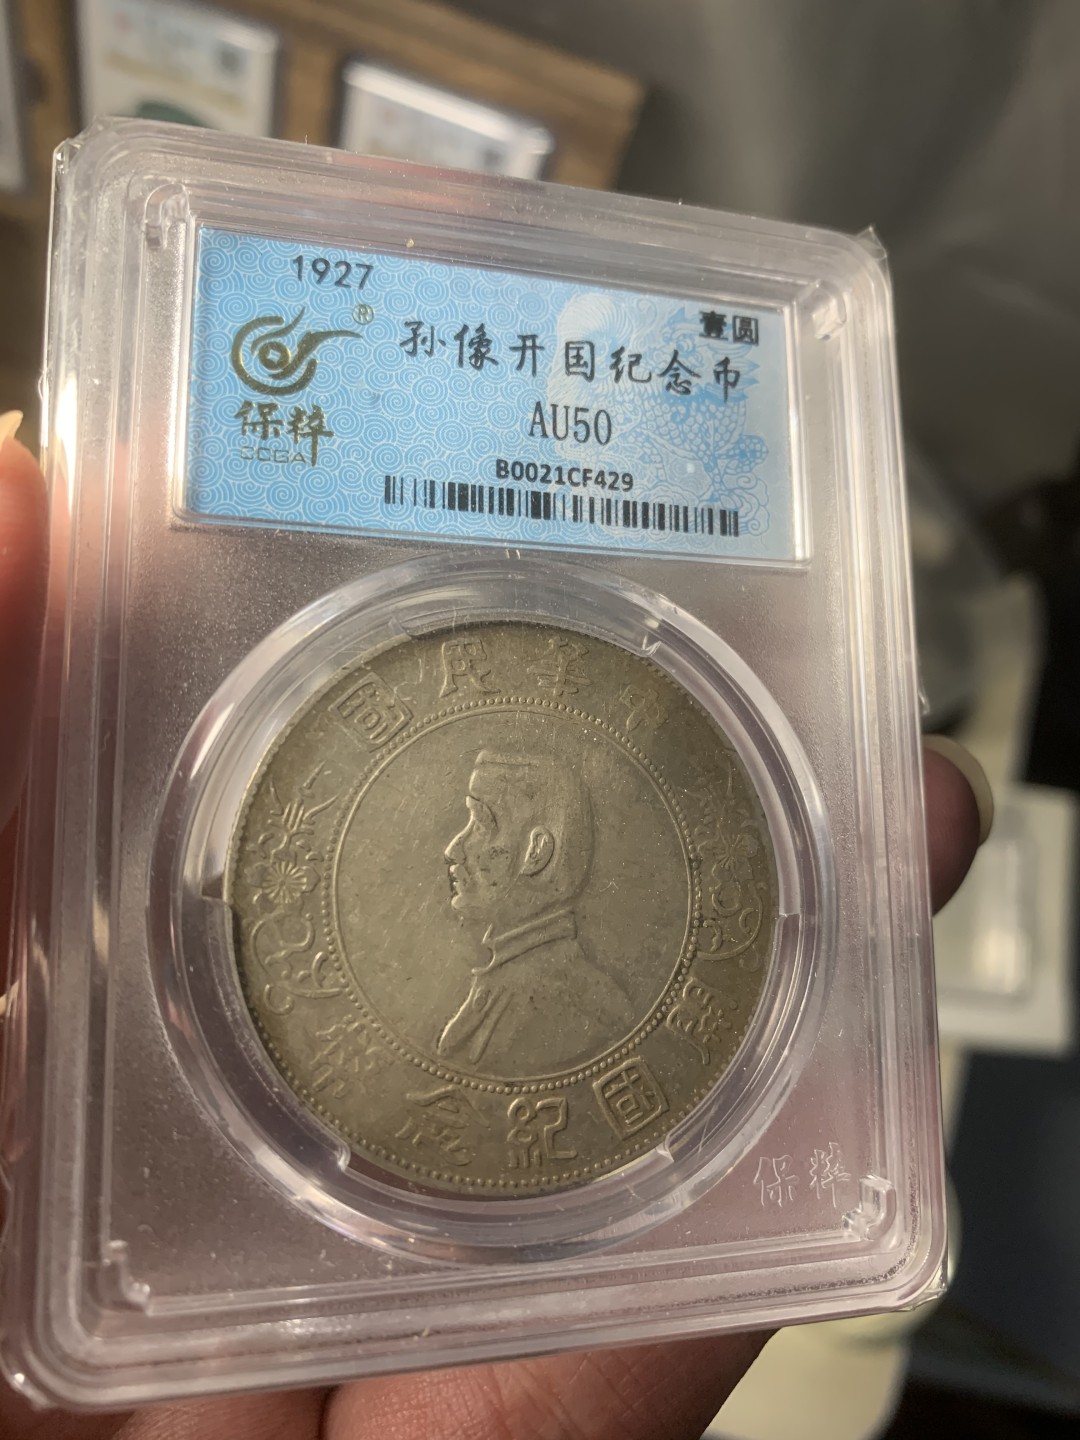 1927
壹圆
®
孙像开国纪念币
保粹
CCBA
AU50
B0021CF429
中華民國
開國紀念幣
保粹